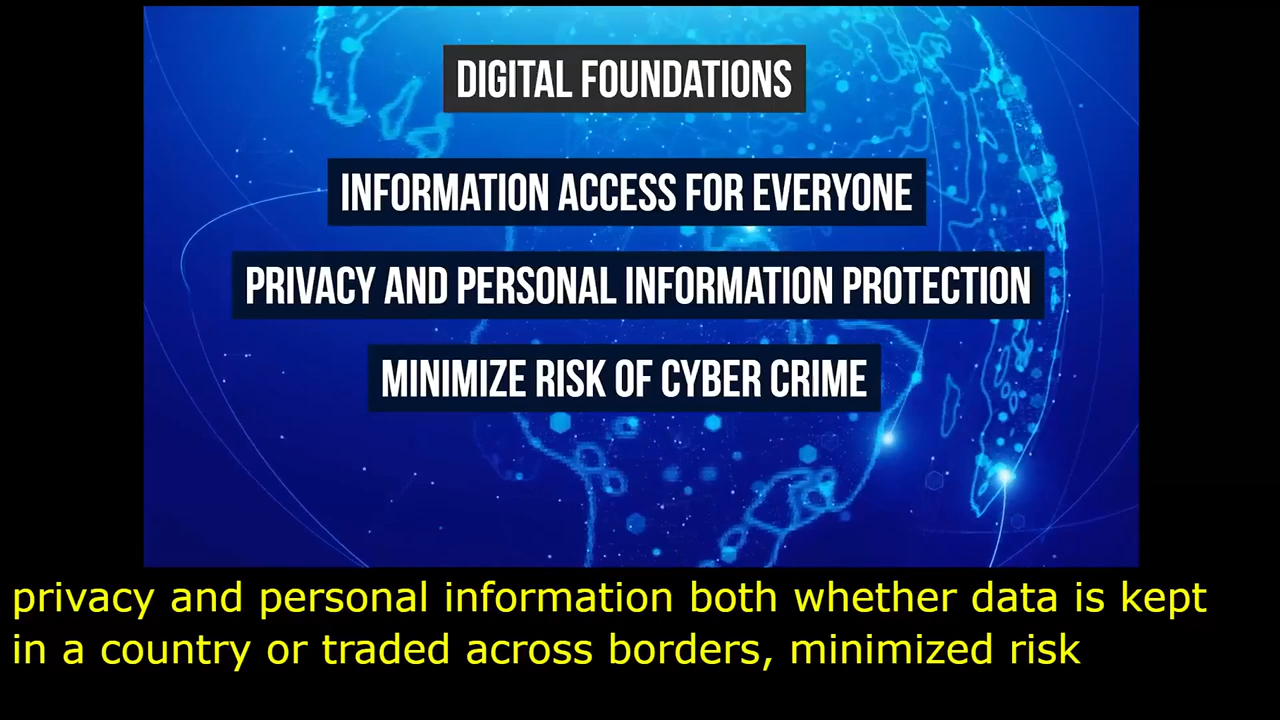 DIGITAL FOUNDATIONS
INFORMATION ACCESS FOR EVERYONE
PRIVACY AND PERSONAL INFORMATION PROTECTION
MINIMIZE RISK OF CYBER CRIME
privacy and personal information both whether data is kept
in a country or traded across borders, minimized risk